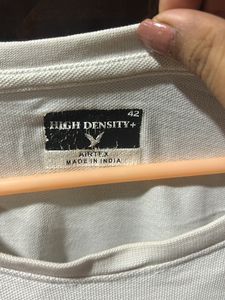 42
HIGH DENSITY+
AIRTEX
MADE IN INDIA